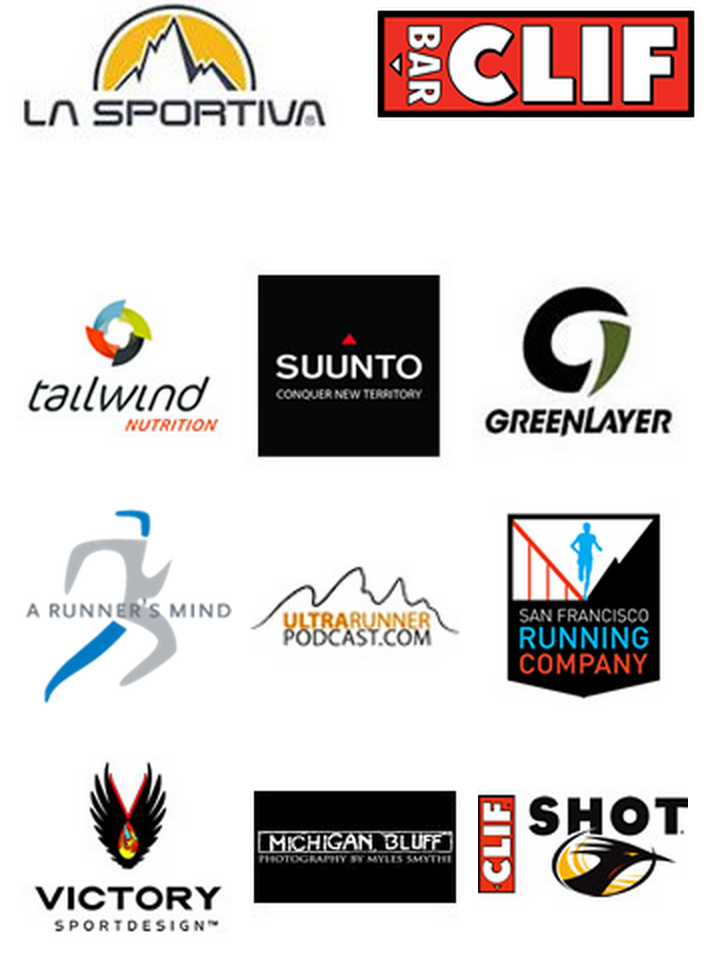 LA SPORTIVA®
BAR
CLIF
tailwind
NUTRITION
SUUNTO
CONQUER NEW TERRITORY
GREENLAYER
A RUNNER'S MIND
ULTRARUNNER
PODCAST.COM
SAN FRANCISCO
RUNNING
COMPANY
VICTORY
SPORTDESIGN™
MICHIGAN BLUFF
PHOTOGRAPHY BY MYLES SMYTHE
CLIF
SHOT